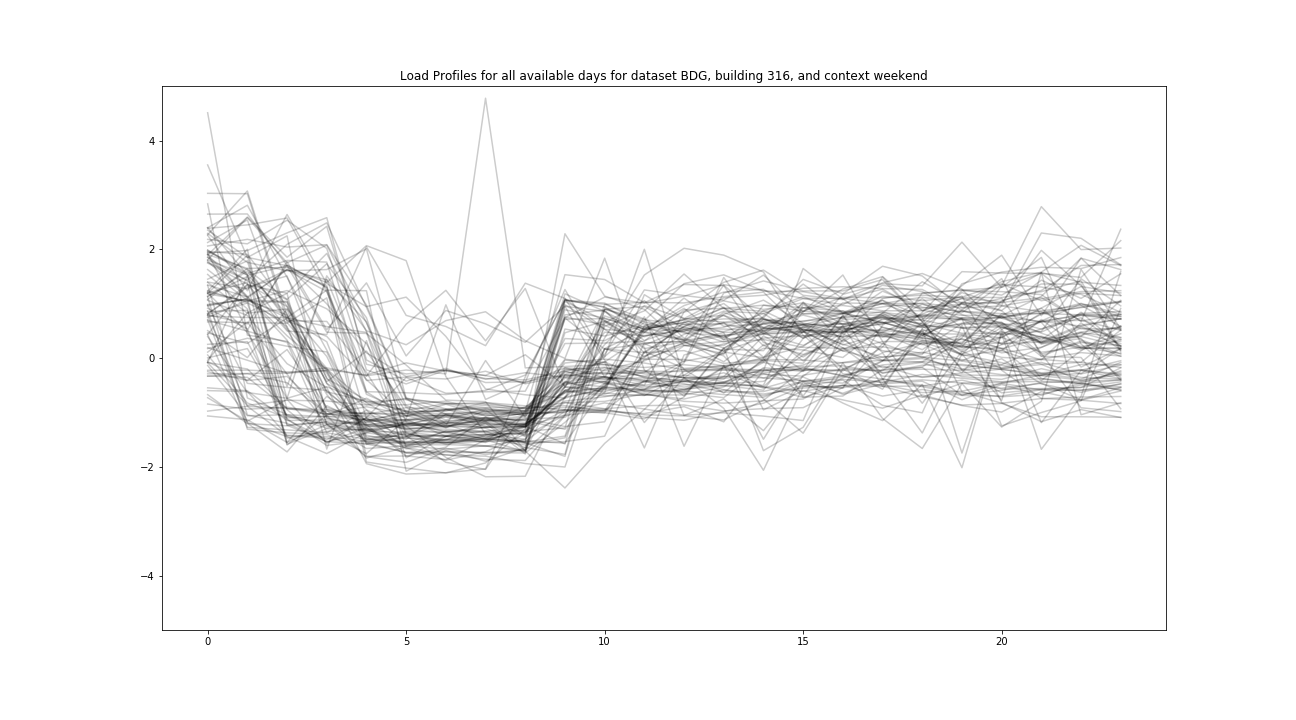 Load Profiles for all available days for dataset BDG, building 316, and context weekend
4
2
0
−2
−4
0 5 10 15 20